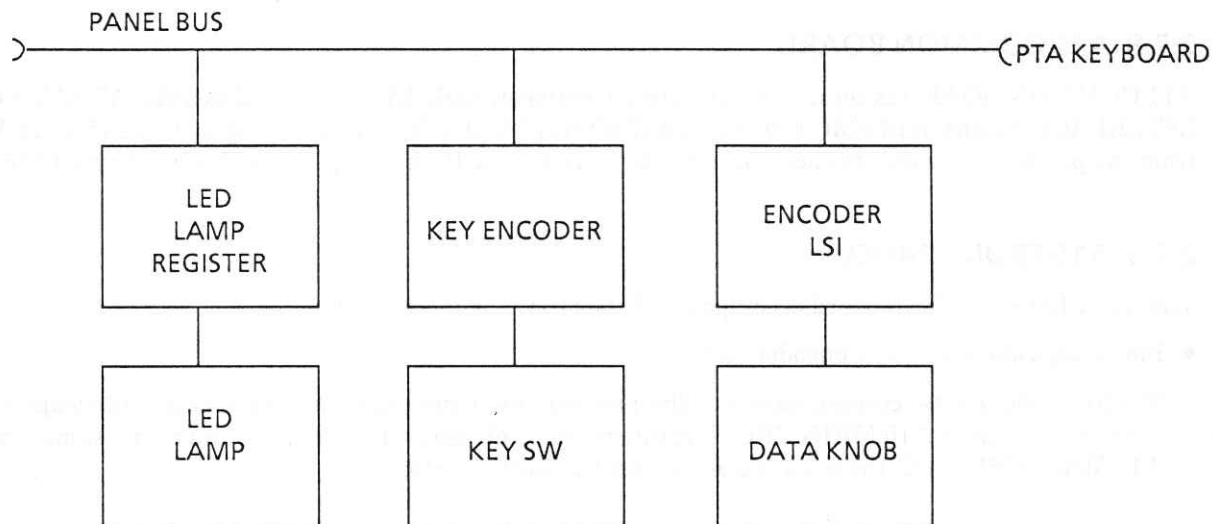 PANEL BUS
PTA KEYBOARD
LED
LAMP
REGISTER
KEY ENCODER
ENCODER
LSI
LED
LAMP
KEY SW
DATA KNOB